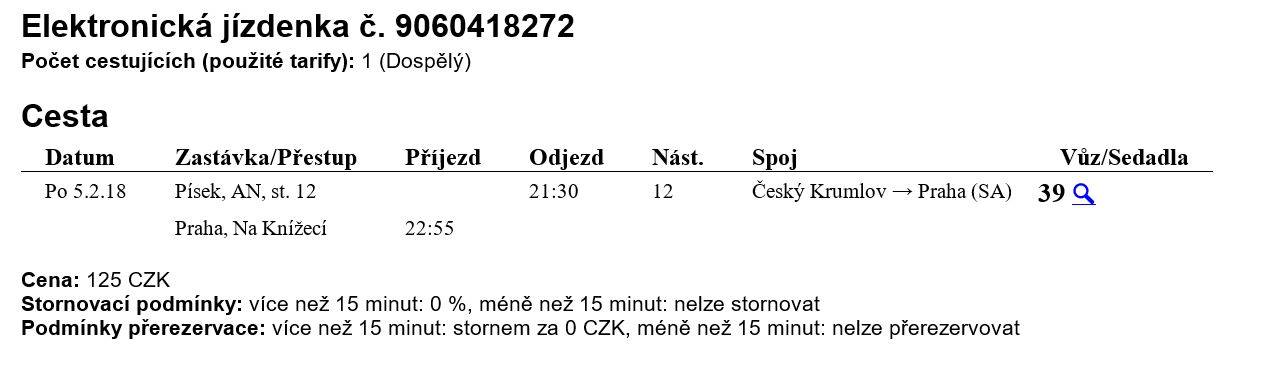 Elektronická jízdenka č. 9060418272
Počet cestujících (použité tarify): 1 (Dospělý)
Cesta
Datum Zastávka/Přestup Příjezd Odjezd Nást. Spoj Vůz/Sedadla
Po 5.2.18 Písek, AN, st. 12 21:30 12 Český Krumlov → Praha (SA) 39
Praha, Na Knížecí 22:55
Cena: 125 CZK
Stornovací podmínky: více než 15 minut: 0 %, méně než 15 minut: nelze stornovat
Podmínky přerezervace: více než 15 minut: stornem za 0 CZK, méně než 15 minut: nelze přerezervovat